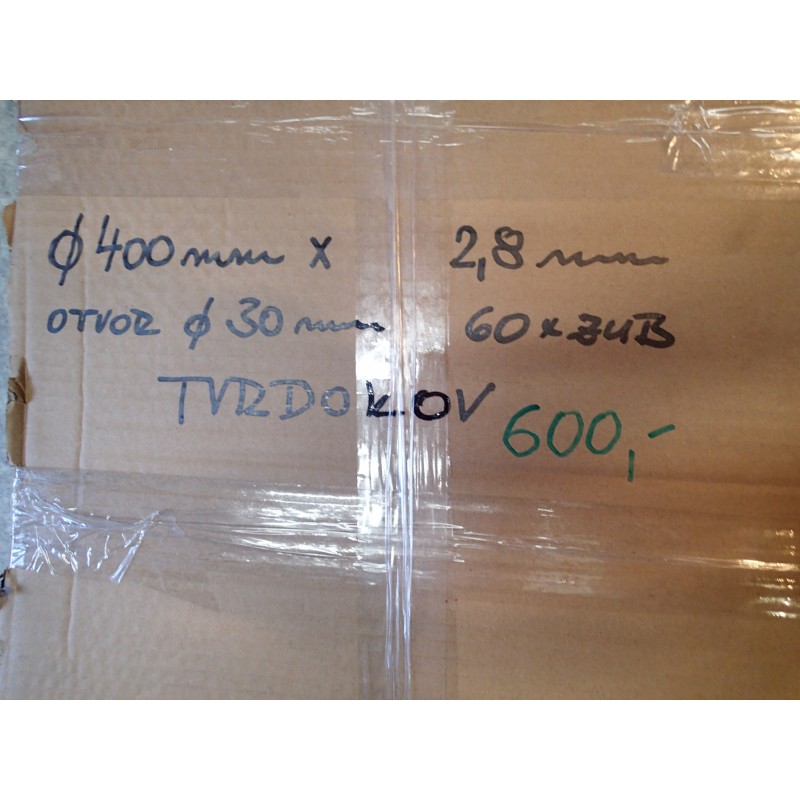 φ 400 mm x 2,8 mm
OTVOR φ 30 mm 60 x ZUB
TVRDOKOV
600,-